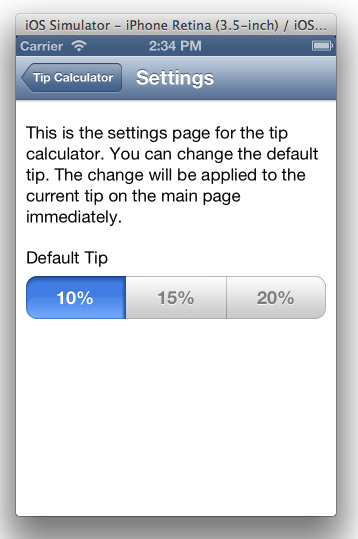 iOS Simulator – iPhone Retina (3.5-inch) / iOS...
Carrier 2:34 PM
Tip Calculator Settings
This is the settings page for the tip
calculator. You can change the default
tip. The change will be applied to the
current tip on the main page
immediately.
Default Tip
10% 15% 20%